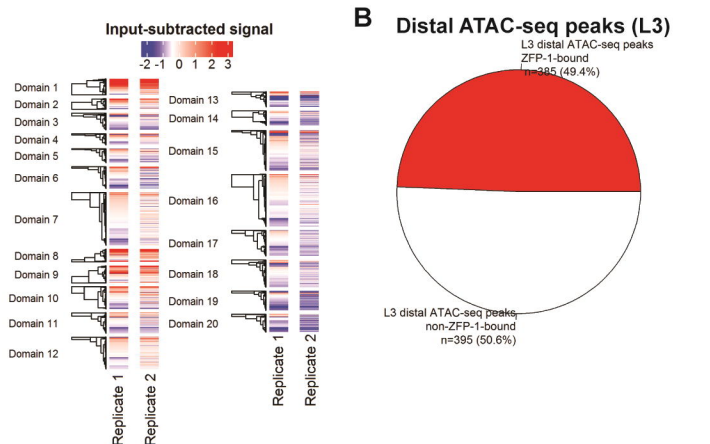 Input-subtracted signal
-2 -1 0 1 2 3
Domain 1
Domain 2
Domain 3
Domain 4
Domain 5
Domain 6
Domain 7
Domain 8
Domain 9
Domain 10
Domain 11
Domain 12
Replicate 1
Replicate 2
Domain 13
Domain 14
Domain 15
Domain 16
Domain 17
Domain 18
Domain 19
Domain 20
Replicate 1
Replicate 2
B
Distal ATAC-seq peaks (L3)
L3 distal ATAC-seq peaks
ZFP-1-bound
n=385 (49.4%)
L3 distal ATAC-seq peaks
non-ZFP-1-bound
n=395 (50.6%)